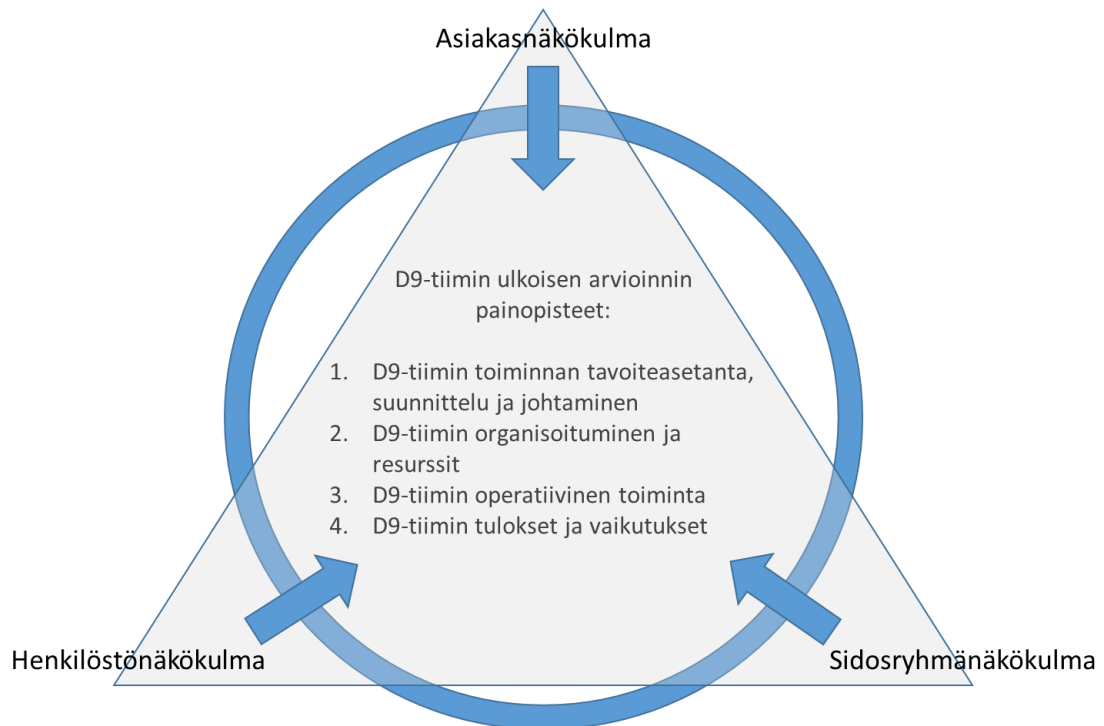 Asiakasnäkökulma
D9-tiimin ulkoisen arvioinnin
painopisteet:
1. D9-tiimin toiminnan tavoiteasetanta,
suunnittelu ja johtaminen
2. D9-tiimin organisoituminen ja
resurssit
3. D9-tiimin operatiivinen toiminta
4. D9-tiimin tulokset ja vaikutukset
Henkilöstönäkökulma
Sidosryhmänäkökulma